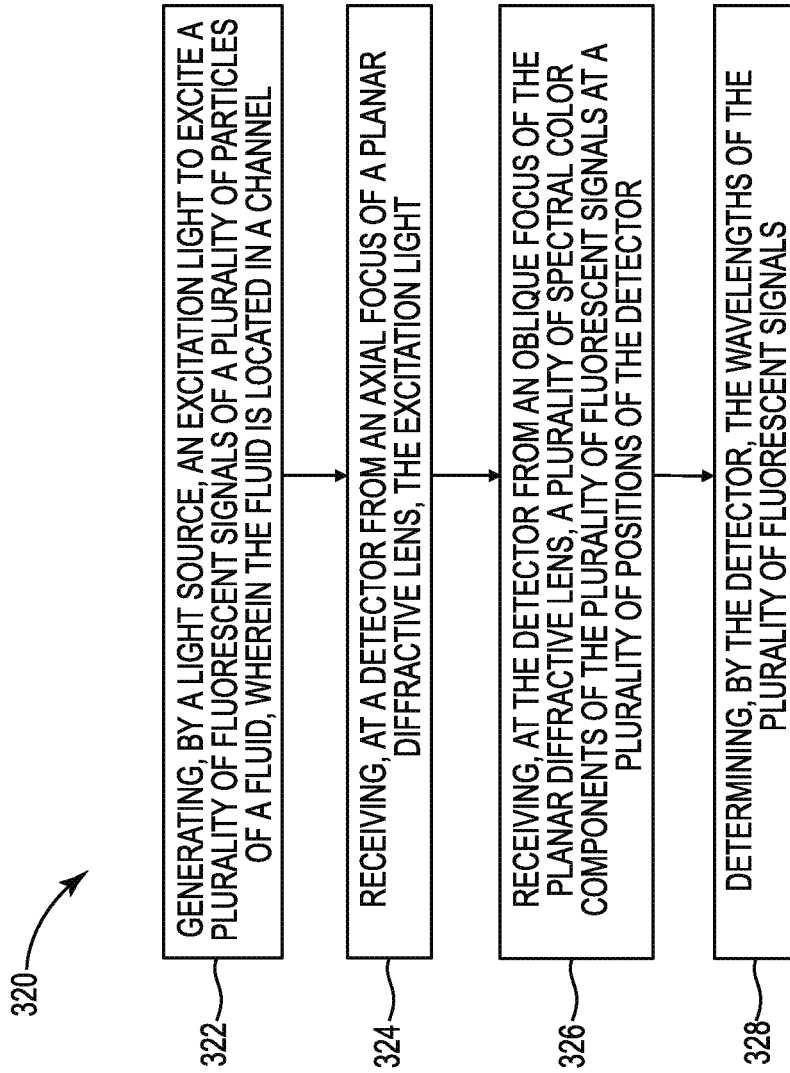 320
322
GENERATING, BY A LIGHT SOURCE, AN EXCITATION LIGHT TO EXCITE A
PLURALITY OF FLUORESCENT SIGNALS OF A PLURALITY OF PARTICLES
OF A FLUID, WHEREIN THE FLUID IS LOCATED IN A CHANNEL
324
RECEIVING, AT A DETECTOR FROM AN AXIAL FOCUS OF A PLANAR
DIFFRACTIVE LENS, THE EXCITATION LIGHT
326
RECEIVING, AT THE DETECTOR FROM AN OBLIQUE FOCUS OF THE
PLANAR DIFFRACTIVE LENS, A PLURALITY OF SPECTRAL COLOR
COMPONENTS OF THE PLURALITY OF FLUORESCENT SIGNALS AT A
PLURALITY OF POSITIONS OF THE DETECTOR
328
DETERMINING, BY THE DETECTOR, THE WAVELENGTHS OF THE
PLURALITY OF FLUORESCENT SIGNALS